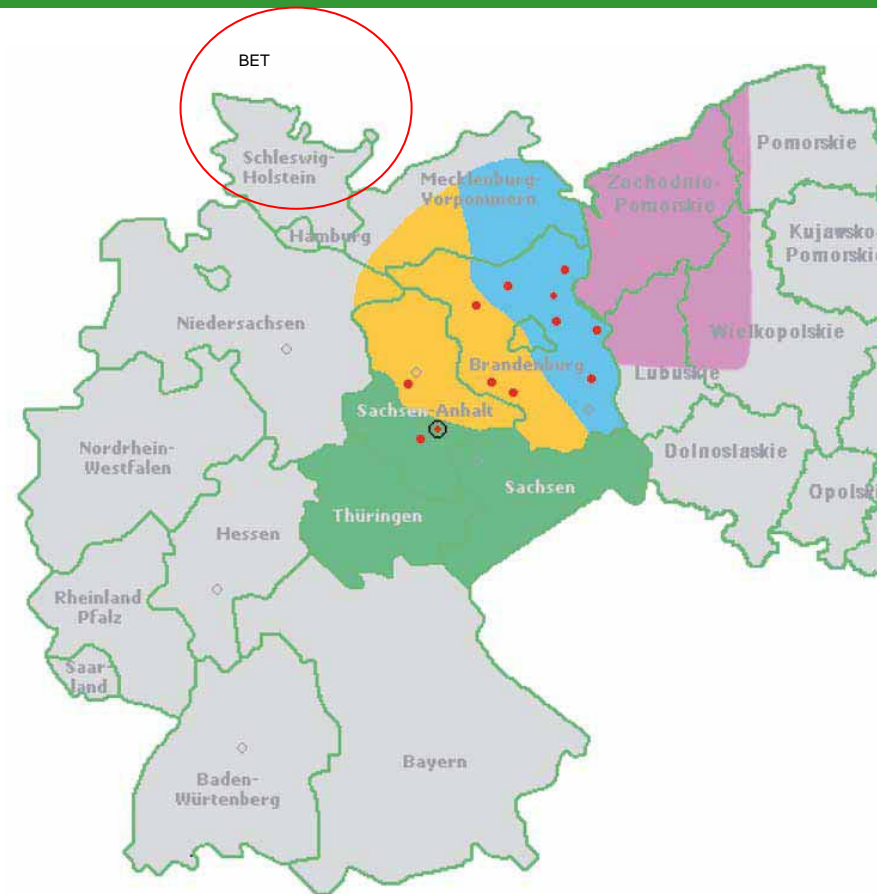 BET
Schleswig-
Holstein
Hamburg
Mecklenburg-
Vorpommern
Zachodnio-
Pomorskie
Pomorskie
Kujawsko-
Pomorskie
Niedersachsen
Wielkopolskie
Brandenburg
Lubuskie
Sachsen-Anhalt
Nordrhein-
Westfalen
Dolnoslaskie
Sachsen
Opolski
Thüringen
Hessen
Rheinland
Pfalz
Saar-
land
Bayern
Baden-
Würtenberg